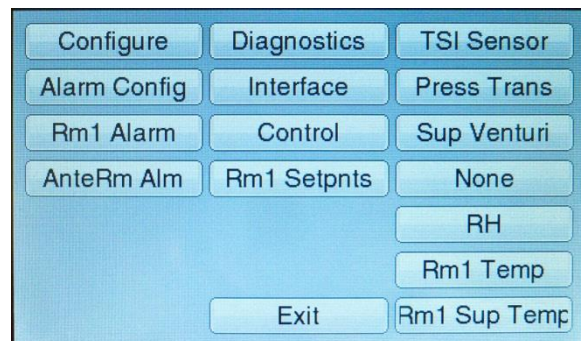 Configure
Diagnostics
TSI Sensor
Alarm Config
Interface
Press Trans
Rm1 Alarm
Control
Sup Venturi
AnteRm Alm
Rm1 Setpnts
None
RH
Rm1 Temp
Exit
Rm1 Sup Temp